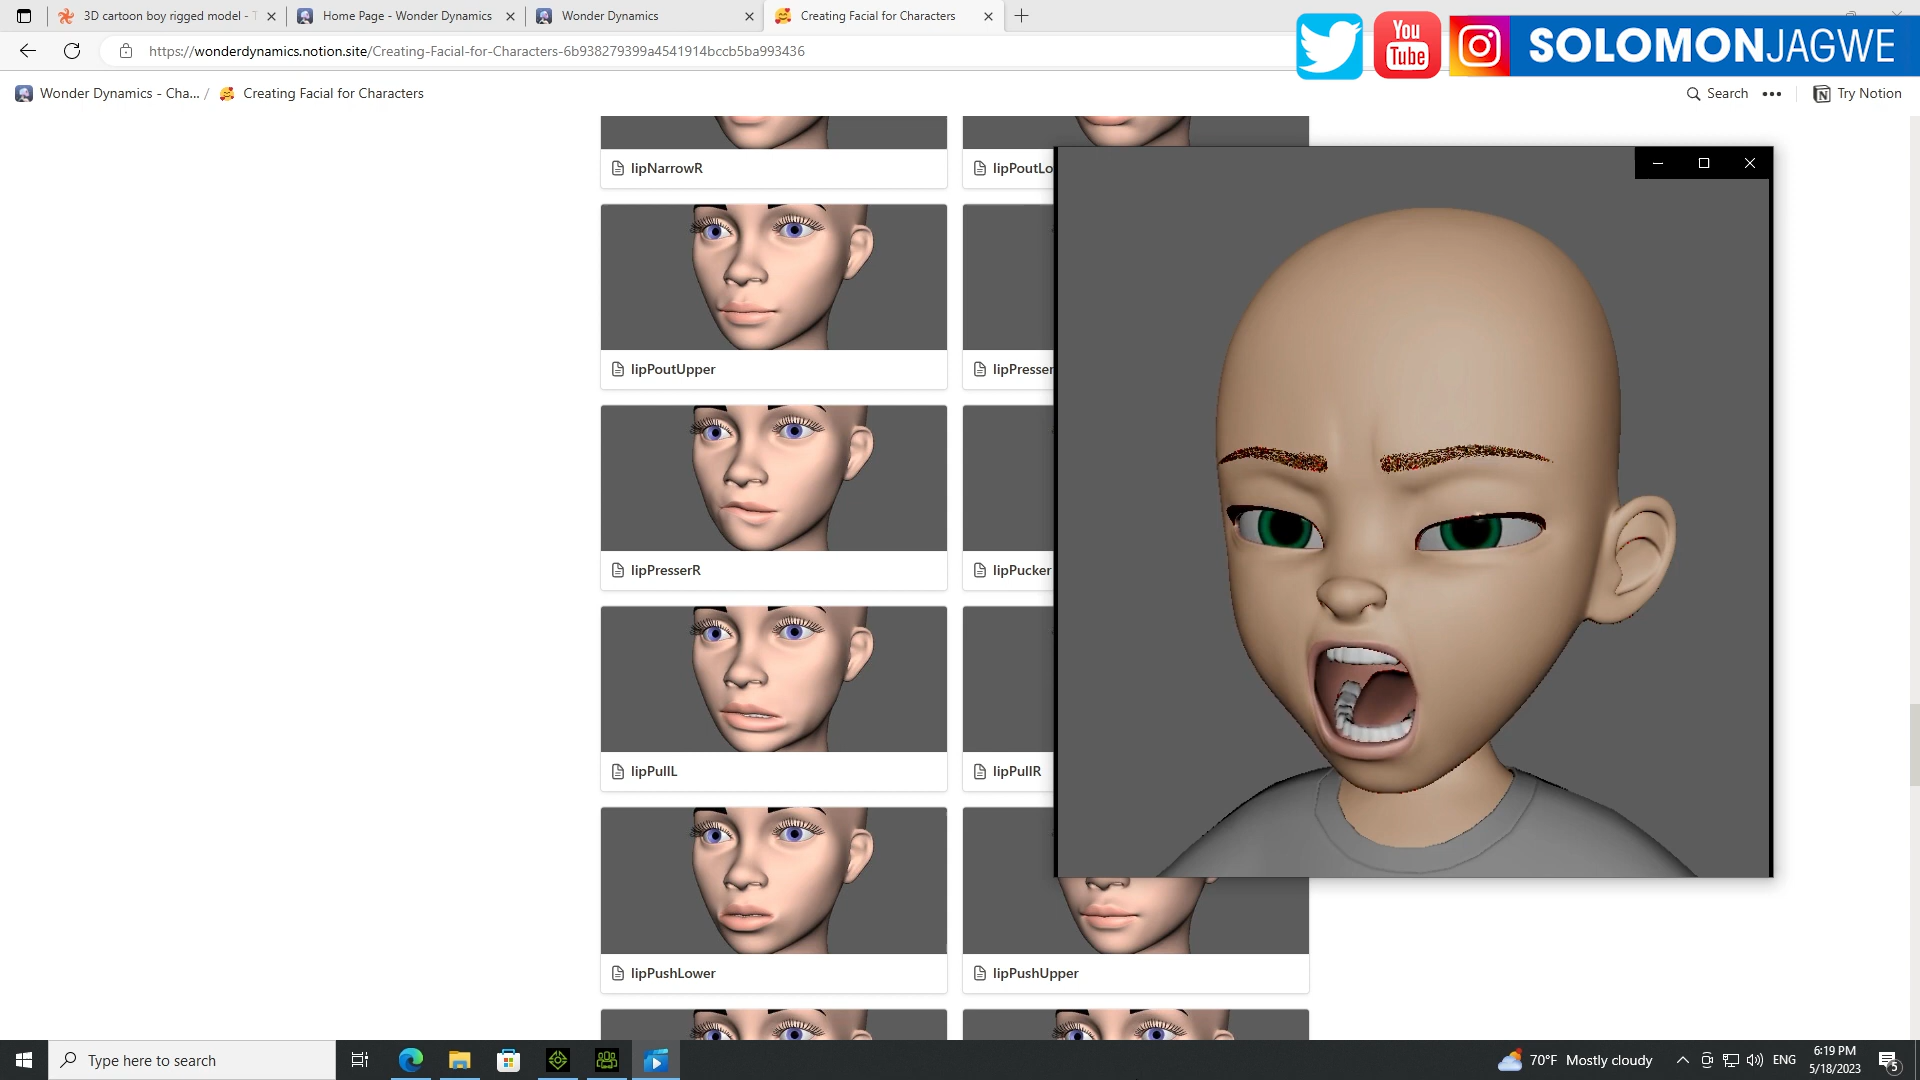 3D cartoon boy rigged model - T
Home Page - Wonder Dynamics
Wonder Dynamics
Creating Facial for Characters
https://wonderdynamics.notion.site/Creating-Facial-for-Characters-6b938279399a4541914bccb5ba993436
You
Tube
SOLOMONJAGWE
Wonder Dynamics - Cha... / Creating Facial for Characters
Search
Try Notion
lipNarrowR
lipPoutLo
lipPoutUpper
lipPresser
lipPresserR
lipPucker
lipPullL
lipPullR
lipPushLower
lipPushUpper
Type here to search
70°F Mostly cloudy
ENG
6:19 PM
5/18/2023
5